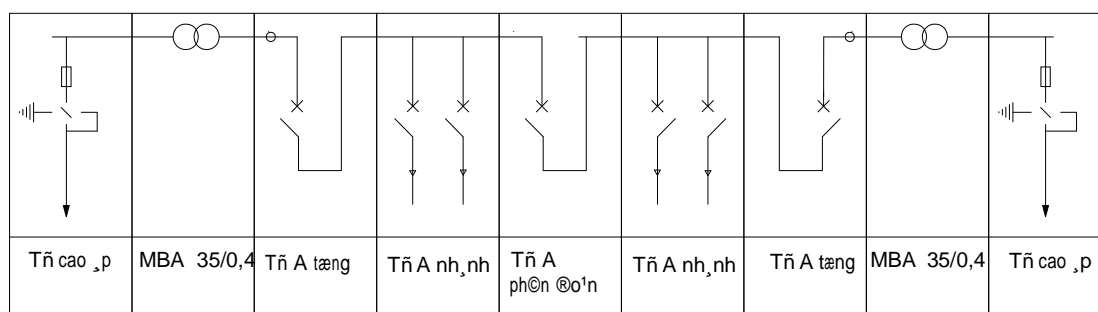 Tñ cao ¸p
MBA 35/0,4
Tñ A tæng
Tñ A nh¸nh
Tñ A
ph©n ®o¹n
Tñ A nh¸nh
Tñ A tæng
MBA 35/0,4
Tñ cao ¸p